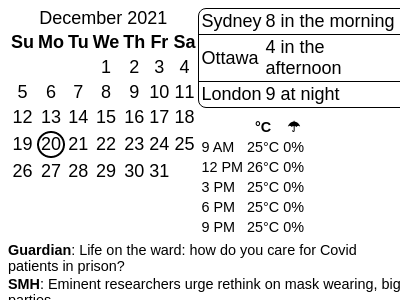 December 2021
Su Mo Tu We Th Fr Sa
1 2 3 4
5 6 7 8 9 10 11
12 13 14 15 16 17 18
19 20 21 22 23 24 25
26 27 28 29 30 31
Sydney 8 in the morning
Ottawa 4 in the
afternoon
London 9 at night
°C ☂
9 AM 25°C 0%
12 PM 26°C 0%
3 PM 25°C 0%
6 PM 25°C 0%
9 PM 25°C 0%
Guardian: Life on the ward: how do you care for Covid
patients in prison?
SMH: Eminent researchers urge rethink on mask wearing, big
parties